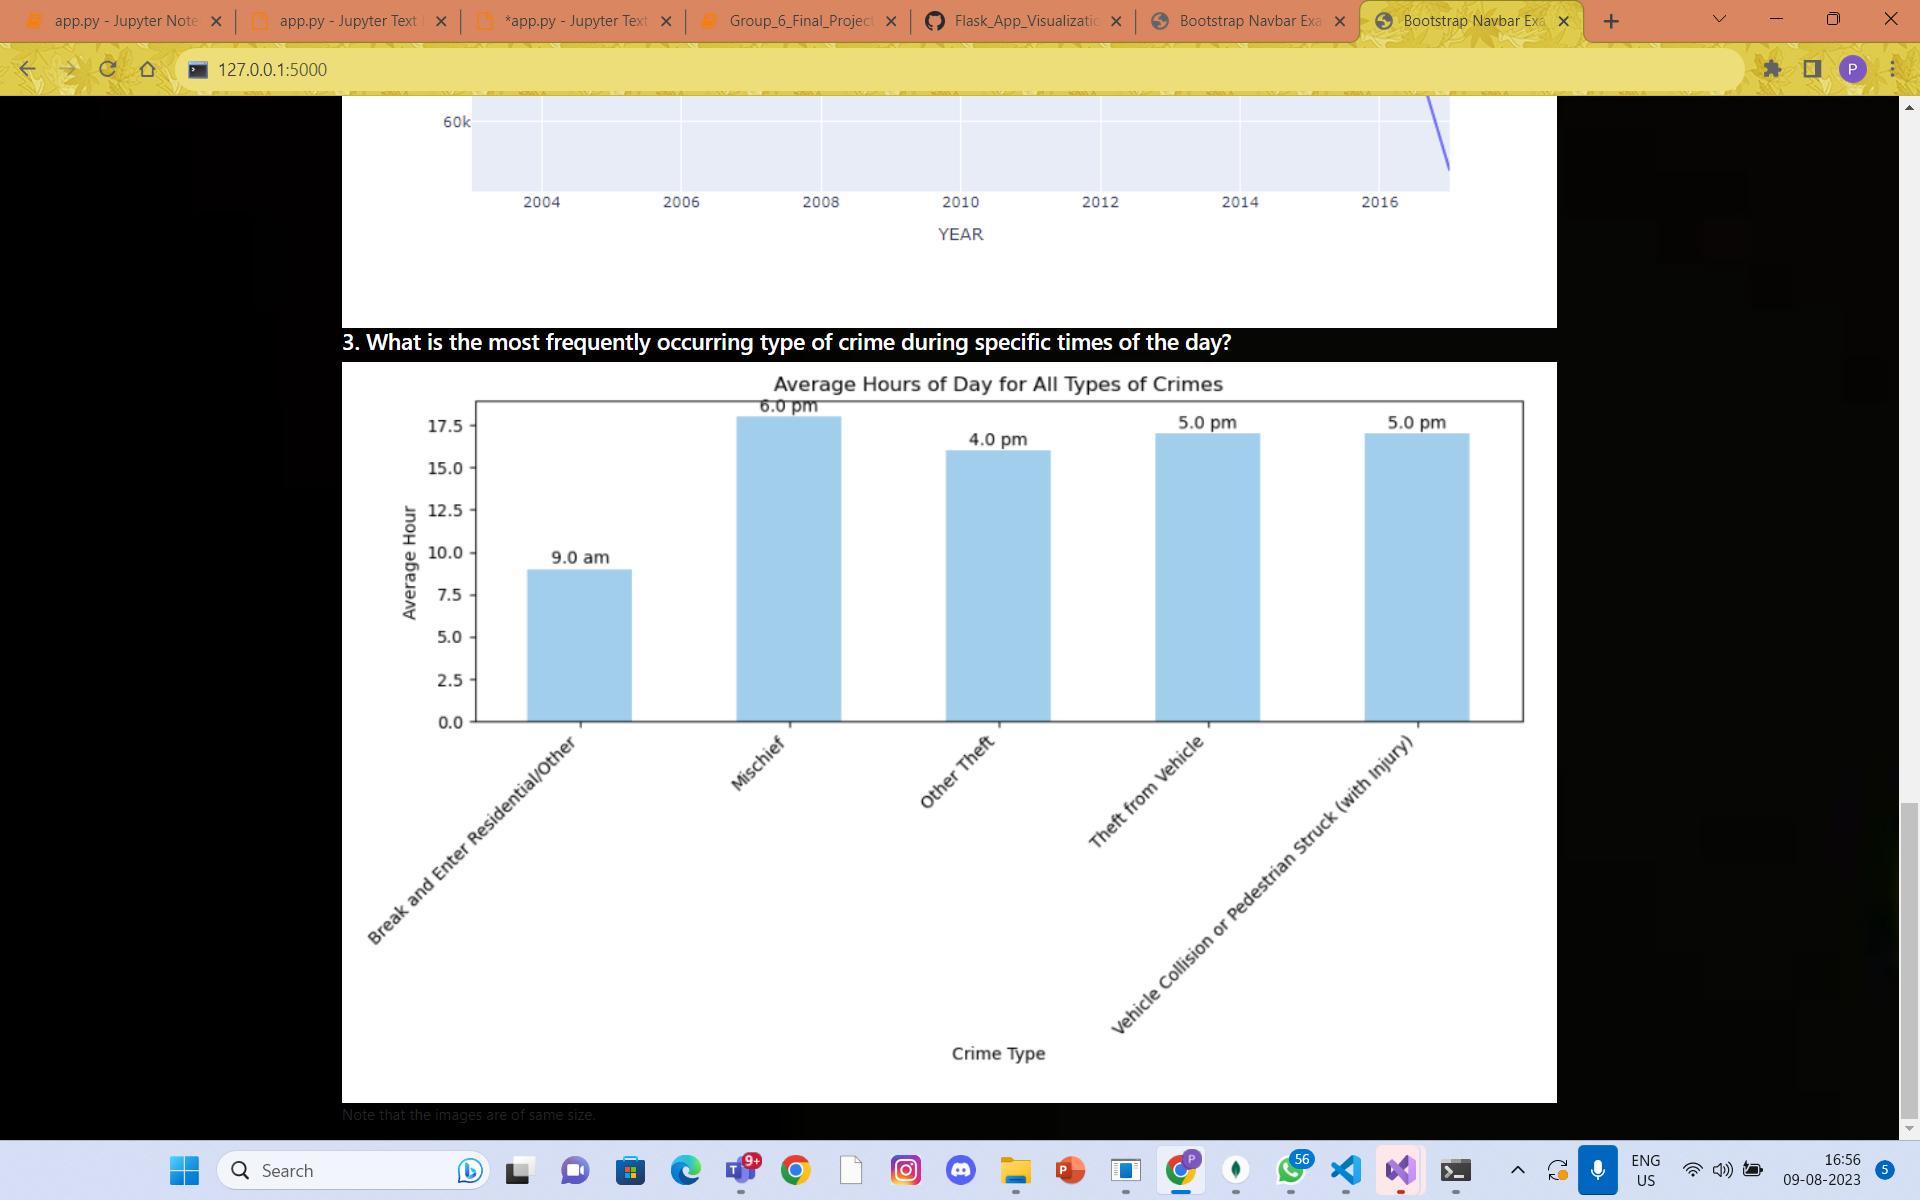 app.py - Jupyter Note
app.py - Jupyter Text
*app.py - Jupyter Text
Group_6_Final_Project
Flask_App_Visualizatio
Bootstrap Navbar Exa
Bootstrap Navbar Exa
127.0.0.1:5000
P
60k
2004 2006 2008 2010 2012 2014 2016
YEAR
3. What is the most frequently occurring type of crime during specific times of the day?
Average Hours of Day for All Types of Crimes
Average Hour
17.5
15.0
12.5
10.0
7.5
5.0
2.5
0.0
9.0 am
6.0 pm
4.0 pm
5.0 pm
5.0 pm
Break and Enter Residential/Other
Mischief
Other Theft
Theft from Vehicle
Vehicle Collision or Pedestrian Struck (with Injury)
Crime Type
Note that the images are of same size.
Search
9+
P
56
ENG
US
16:56
09-08-2023
5